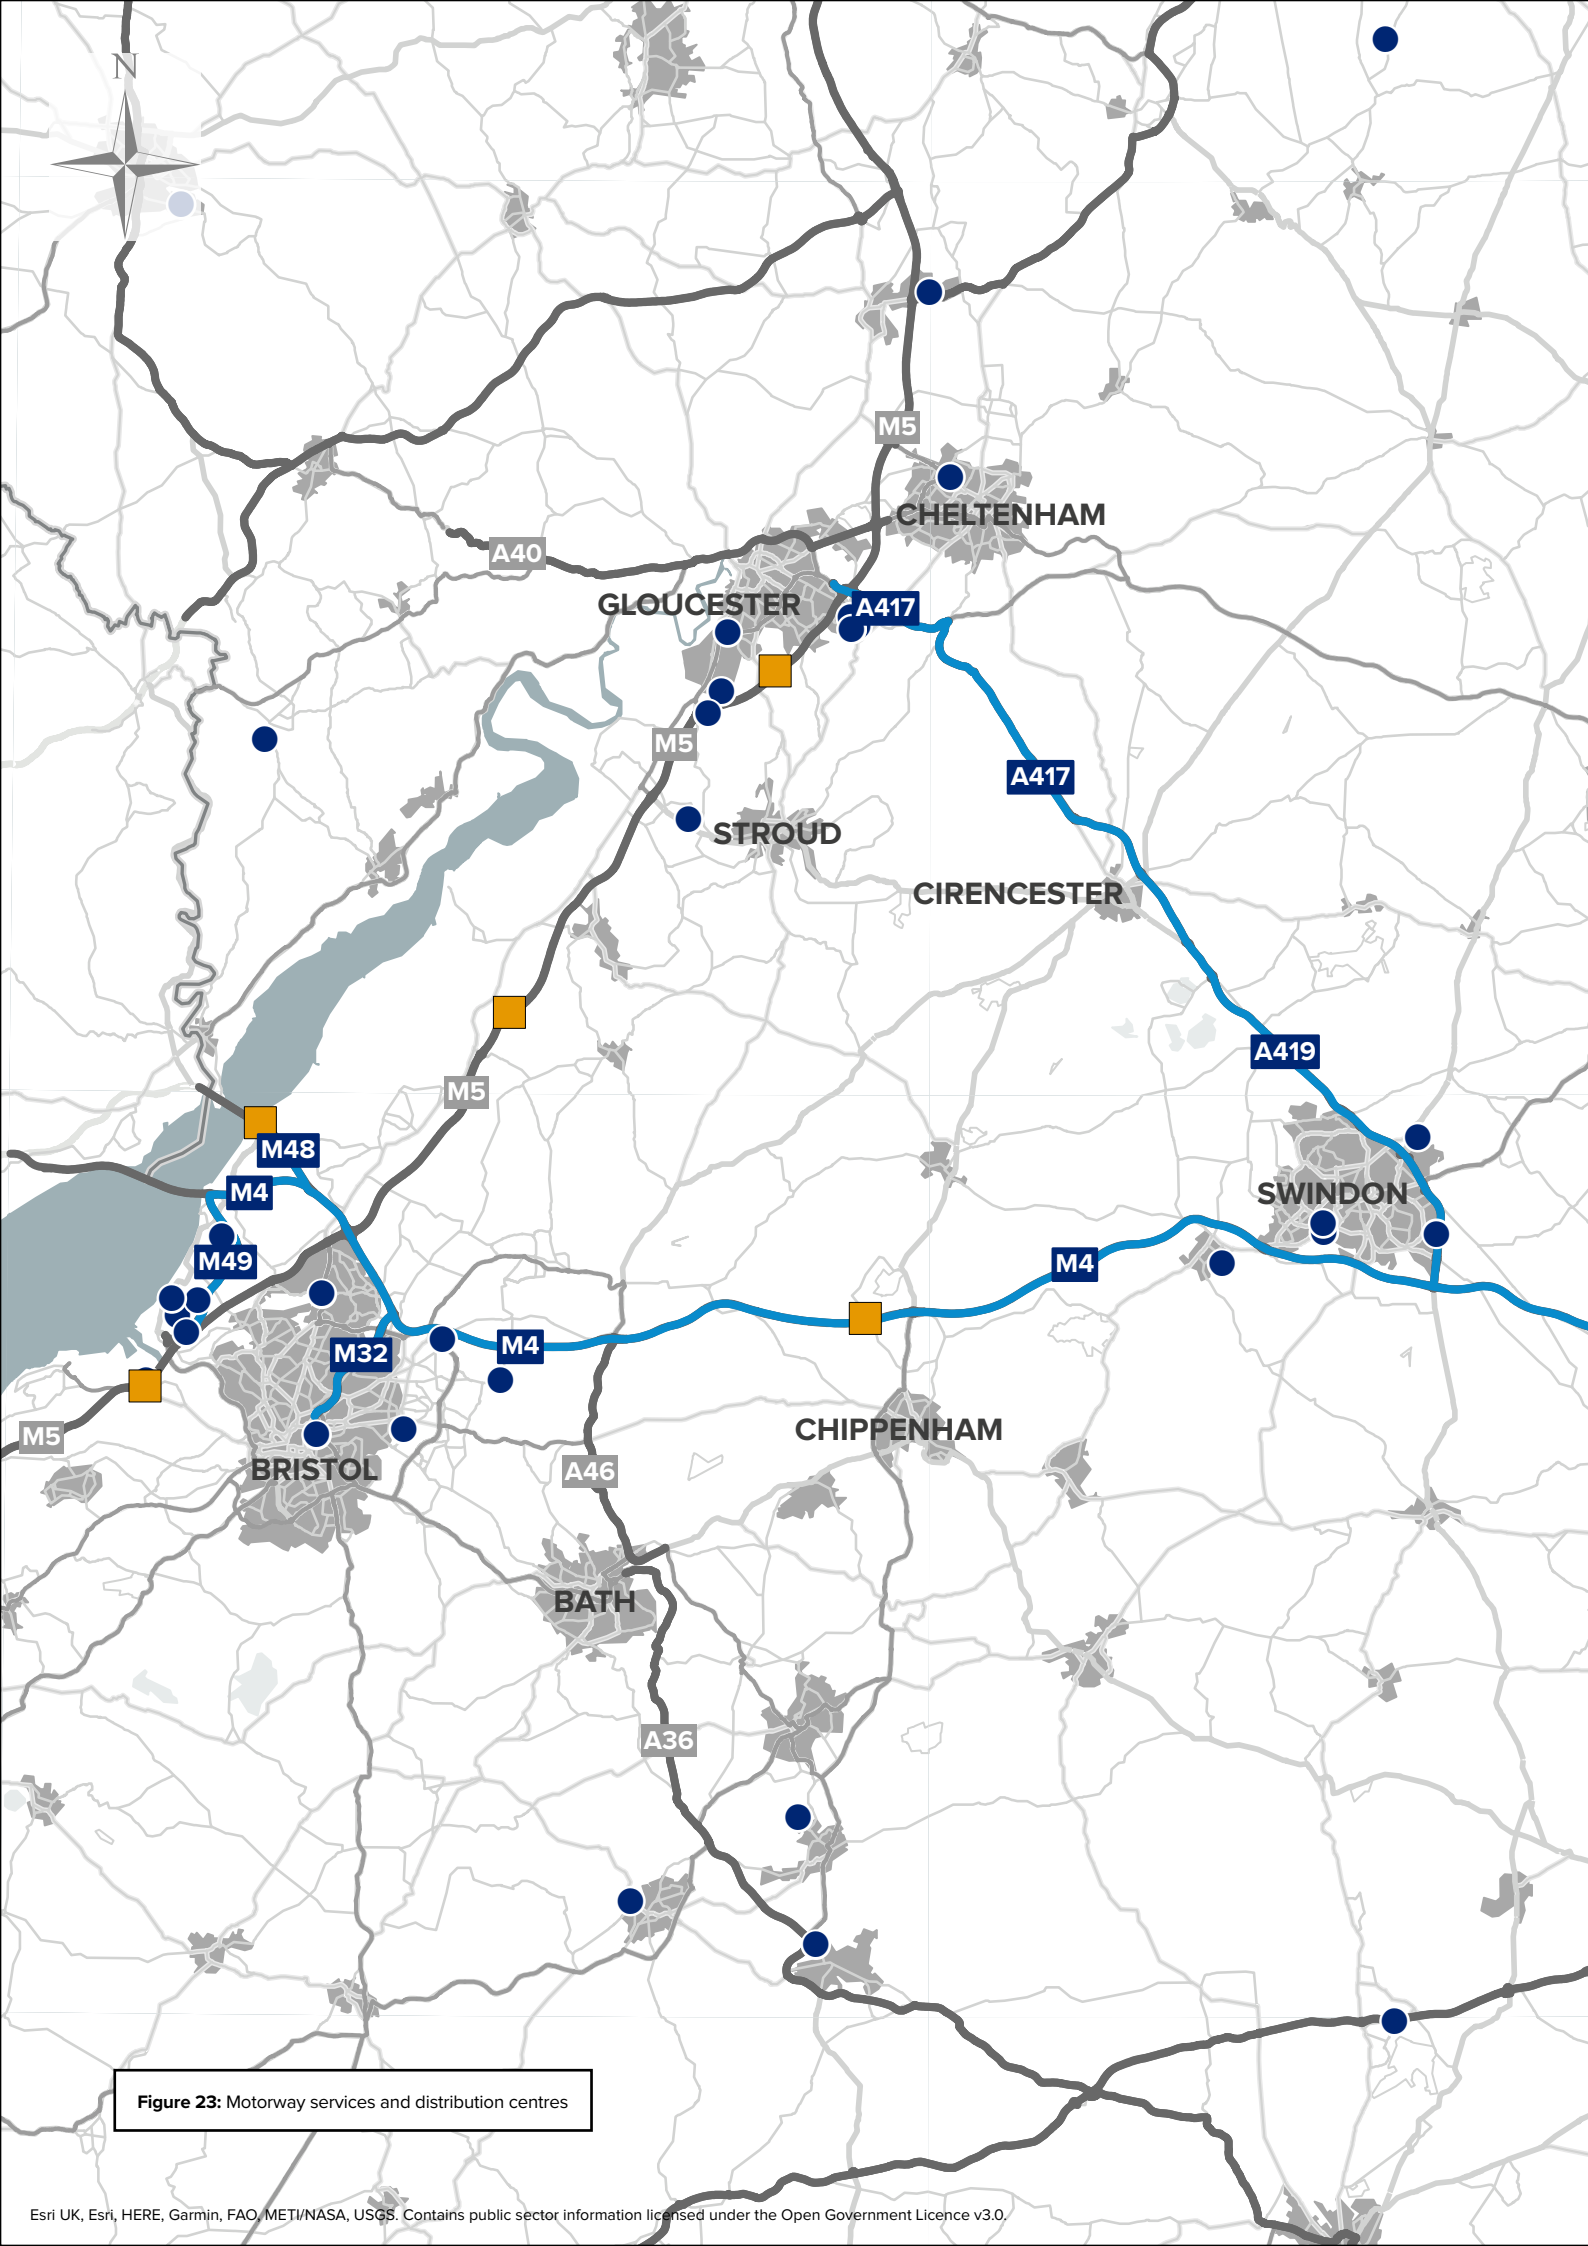 N
M5
CHELTENHAM
A40
GLOUCESTER
A417
M5
A417
STROUD
CIRENCESTER
A419
M5
M48
M4
SWINDON
M49
M4
M32
M4
M5
CHIPPENHAM
BRISTOL
A46
BATH
A36
Figure 23: Motorway services and distribution centres
Esri UK, Esri, HERE, Garmin, FAO, METI/NASA, USGS. Contains public sector information licensed under the Open Government Licence v3.0.